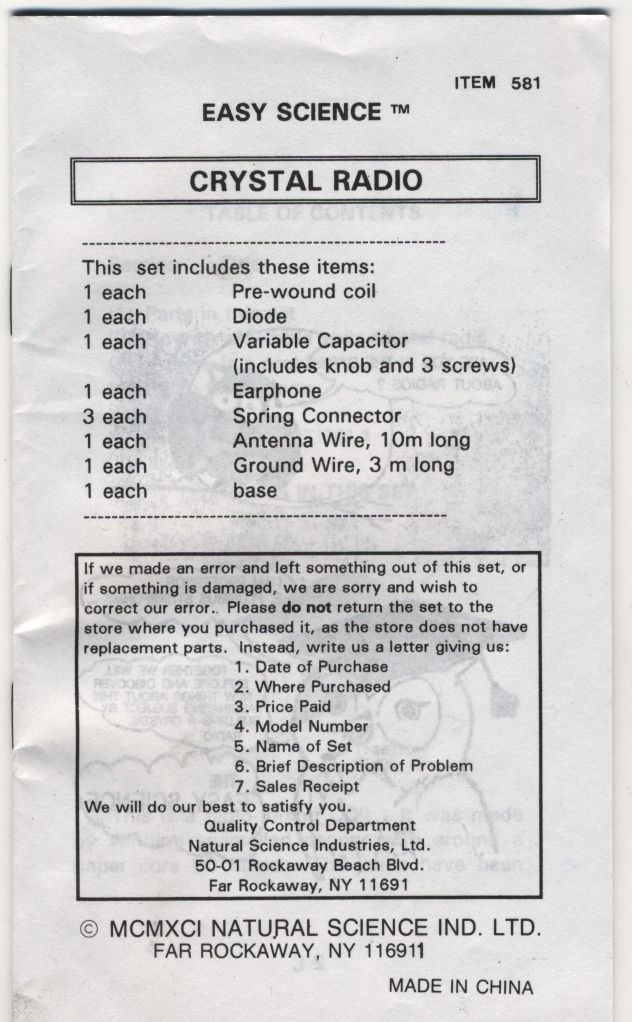 ITEM 581
EASY SCIENCE ™
CRYSTAL RADIO
TABLE OF CONTENTS
This set includes these items:
1 each Pre-wound coil
1 each Diode
1 each Variable Capacitor
(includes knob and 3 screws)
1 each Earphone
3 each Spring Connector
1 each Antenna Wire, 10m long
1 each Ground Wire, 3 m long
1 each base
If we made an error and left something out of this set, or
if something is damaged, we are sorry and wish to
correct our error.. Please do not return the set to the
store where you purchased it, as the store does not have
replacement parts. Instead, write us a letter giving us:
1. Date of Purchase
2. Where Purchased
3. Price Paid
4. Model Number
5. Name of Set
6. Brief Description of Problem
7. Sales Receipt
We will do our best to satisfy you.
Quality Control Department
Natural Science Industries, Ltd.
50-01 Rockaway Beach Blvd.
Far Rockaway, NY 11691
© MCMXCI NATURAL SCIENCE IND. LTD.
FAR ROCKAWAY, NY 116911
MADE IN CHINA